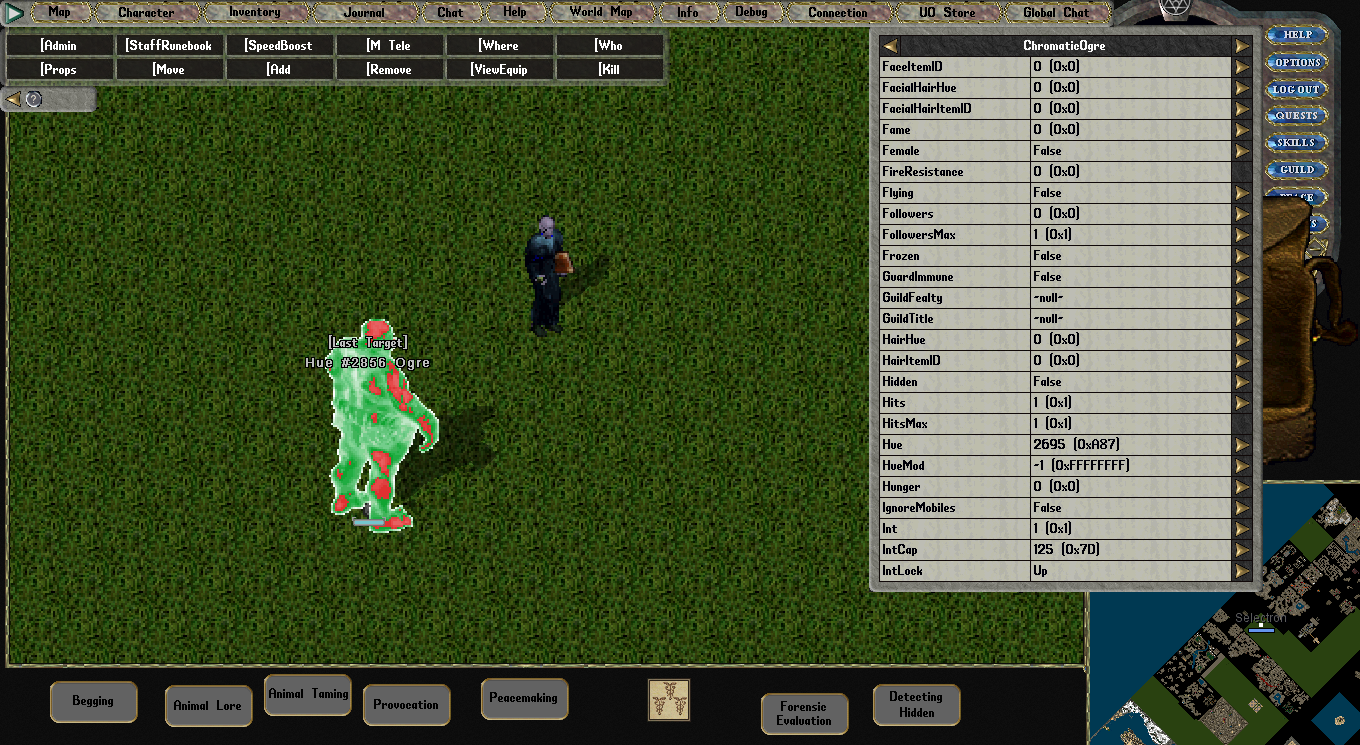 Map Character Inventory Journal Chat Help World Map Info Debug Connection UO Store Global Chat
[Admin [StaffRunebook [SpeedBoost [M Tele [Where [Who
[Props [Move [Add [Remove [ViewEquip [Kill
?
[Last Target]
Hue #2856 Ogre
ChromaticOgre
FaceItemID 0 (0x0)
FacialHairHue 0 (0x0)
FacialHairItemID 0 (0x0)
Fame 0 (0x0)
Female False
FireResistance 0 (0x0)
Flying False
Followers 0 (0x0)
FollowersMax 1 (0x1)
Frozen False
GuardImmune False
GuildFealty -null-
GuildTitle -null-
HairHue 0 (0x0)
HairItemID 0 (0x0)
Hidden False
Hits 1 (0x1)
HitsMax 1 (0x1)
Hue 2695 (0xA87)
HueMod -1 (0xFFFFFFFF)
Hunger 0 (0x0)
IgnoreMobiles False
Int 1 (0x1)
IntCap 125 (0x7D)
IntLock Up
HELP
OPTIONS
LOG OUT
QUESTS
SKILLS
GUILD
Selectron
Begging
Animal Lore
Animal Taming
Provocation
Peacemaking
Forensic
Evaluation
Detecting
Hidden